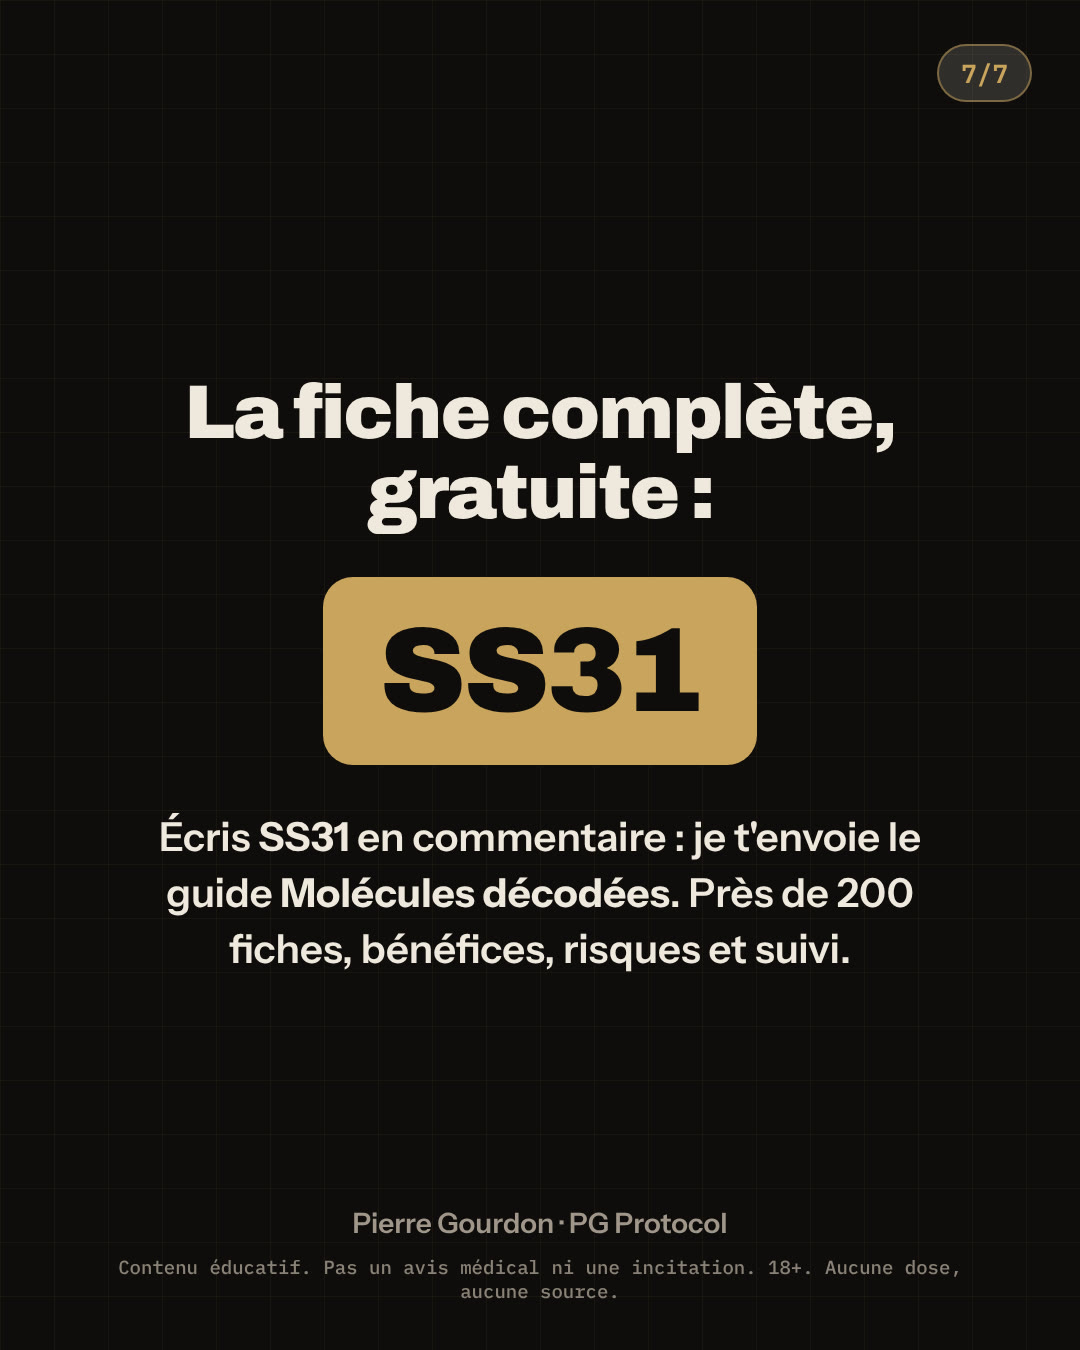 7/7
La fiche complète,
gratuite :
SS31
Écris SS31 en commentaire : je t'envoie le
guide Molécules décodées. Près de 200
fiches, bénéfices, risques et suivi.
Pierre Gourdon · PG Protocol
Contenu éducatif. Pas un avis médical ni une incitation. 18+. Aucune dose,
aucune source.